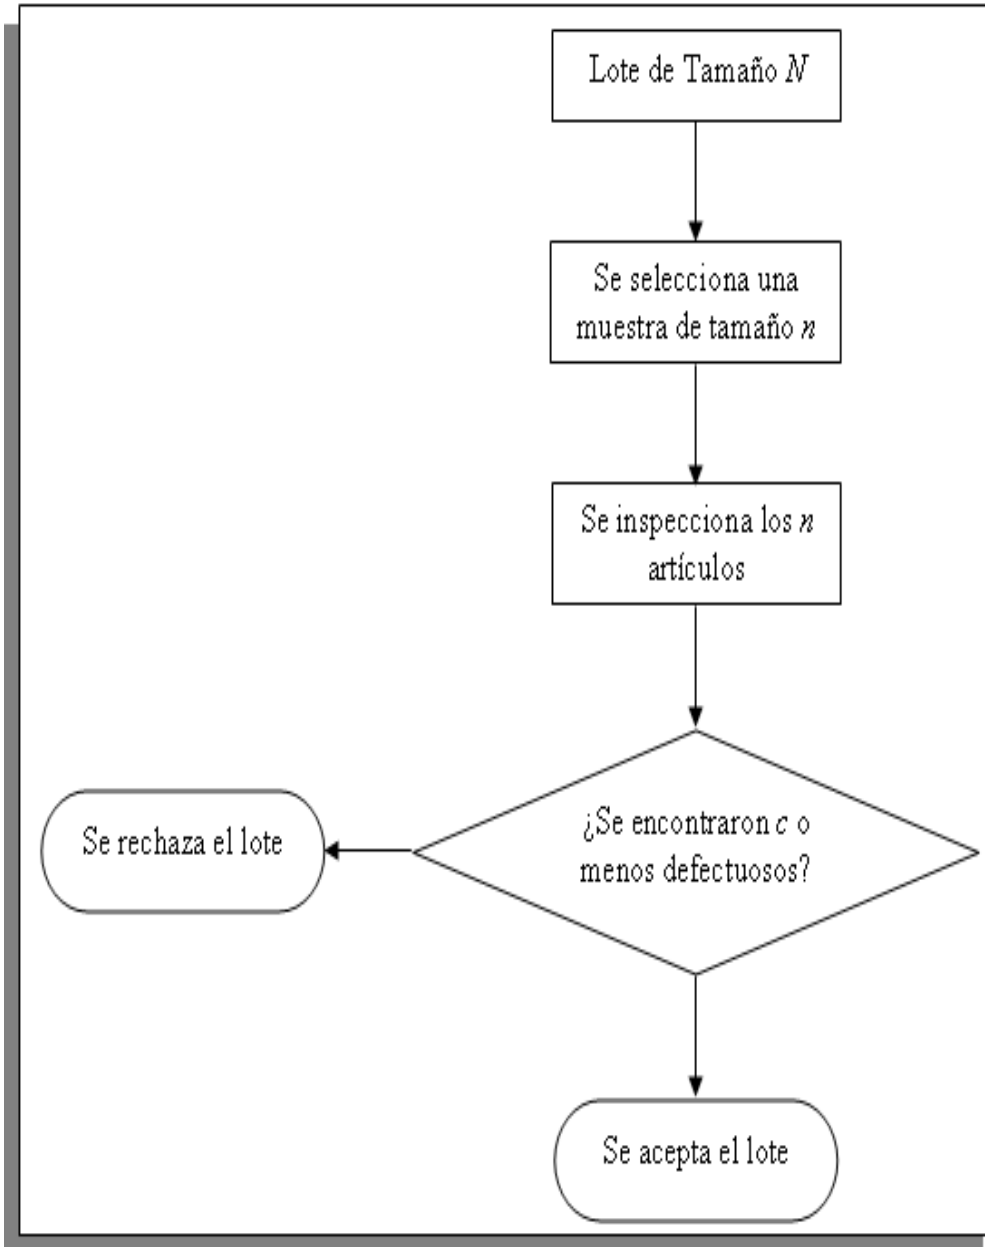 Lote de Tamaño N
Se selecciona una
muestra de tamaño n
Se inspecciona los n
artículos
¿Se encontraron c o
menos defectuosos?
Se rechaza el lote
Se acepta el lote